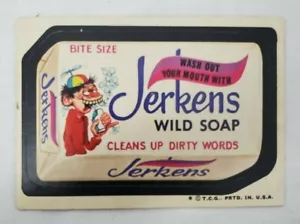 BITE SIZE
WASH OUT
YOUR MOUTH WITH
Jerkens
Jerkens
WILD SOAP
CLEANS UP DIRTY WORDS
Jerkens
© T.C.G. PRTD. IN U.S.A.